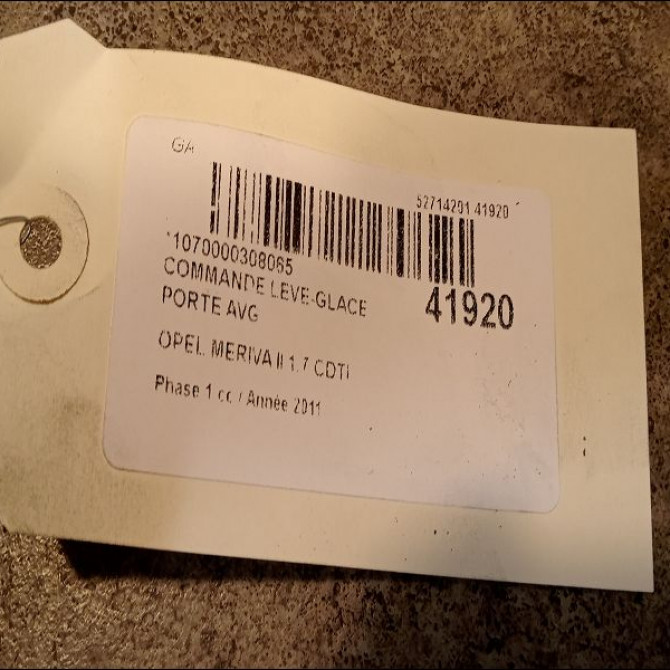 GA
52714201 41920
*1070000308065
COMMANDE LEVE-GLACE
PORTE AVG
41920
OPEL MERIVA II 1.7 CDTI
Phase 1 cc / Année 2011